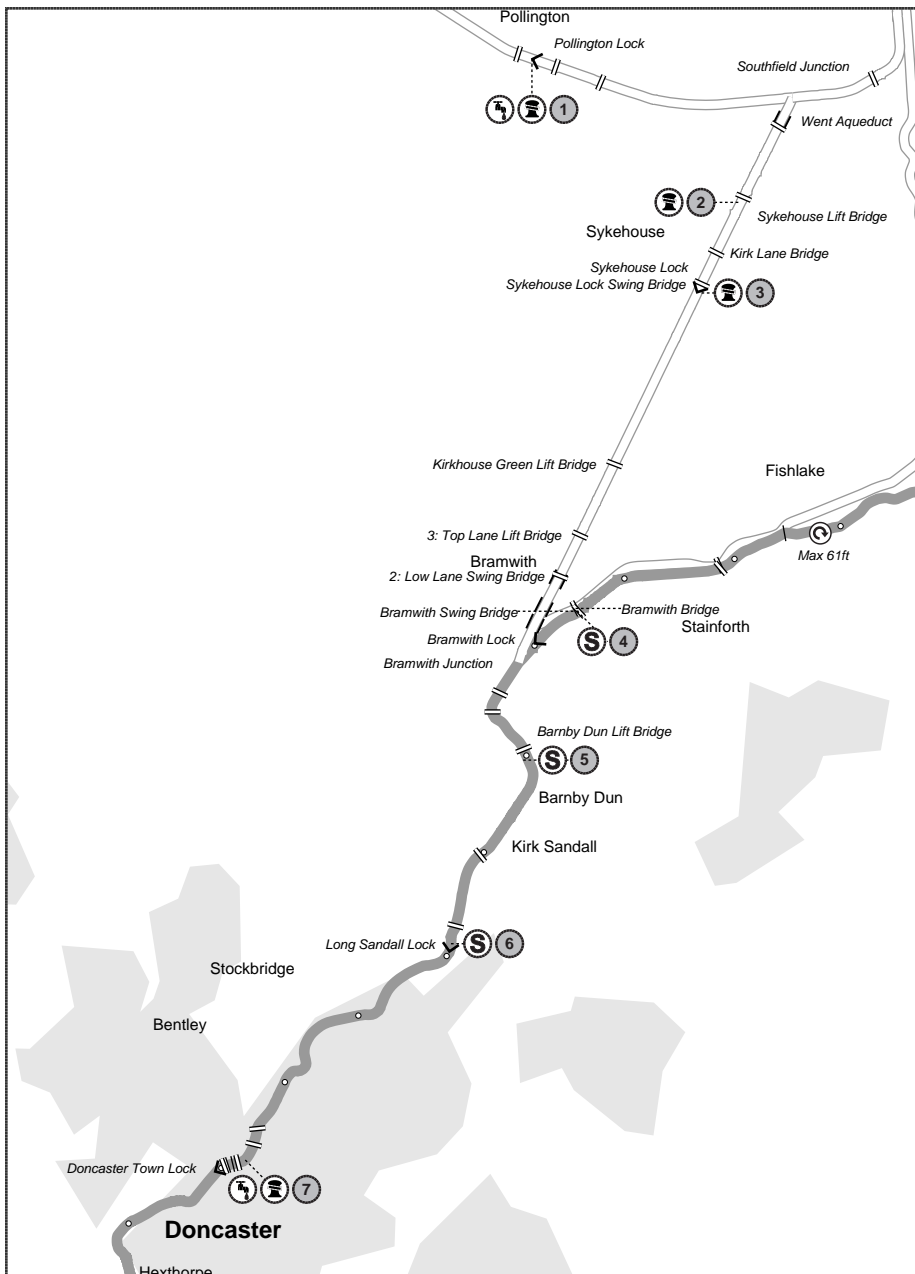 Pollington
Pollington Lock
Southfield Junction
1
Went Aqueduct
2
Sykehouse Lift Bridge
Sykehouse
Kirk Lane Bridge
Sykehouse Lock
Sykehouse Lock Swing Bridge
3
Kirkhouse Green Lift Bridge
Fishlake
3: Top Lane Lift Bridge
Max 61ft
Bramwith
2: Low Lane Swing Bridge
Bramwith Swing Bridge
Bramwith Bridge
Stainforth
Bramwith Lock
S 4
Bramwith Junction
Barnby Dun Lift Bridge
S 5
Barnby Dun
Kirk Sandall
Long Sandall Lock
S 6
Stockbridge
Bentley
Doncaster Town Lock
7
Doncaster
Hexthorpe